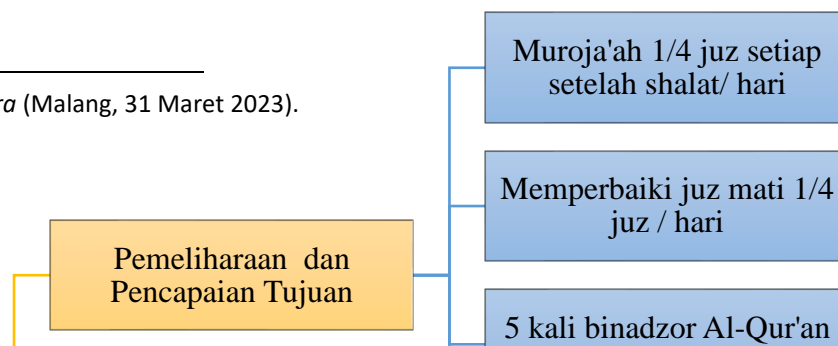 ra (Malang, 31 Maret 2023).
Pemeliharaan dan
Pencapaian Tujuan
Muroja'ah 1/4 juz setiap
setelah shalat/ hari
Memperbaiki juz mati 1/4
juz / hari
5 kali binadzor Al-Qur'an